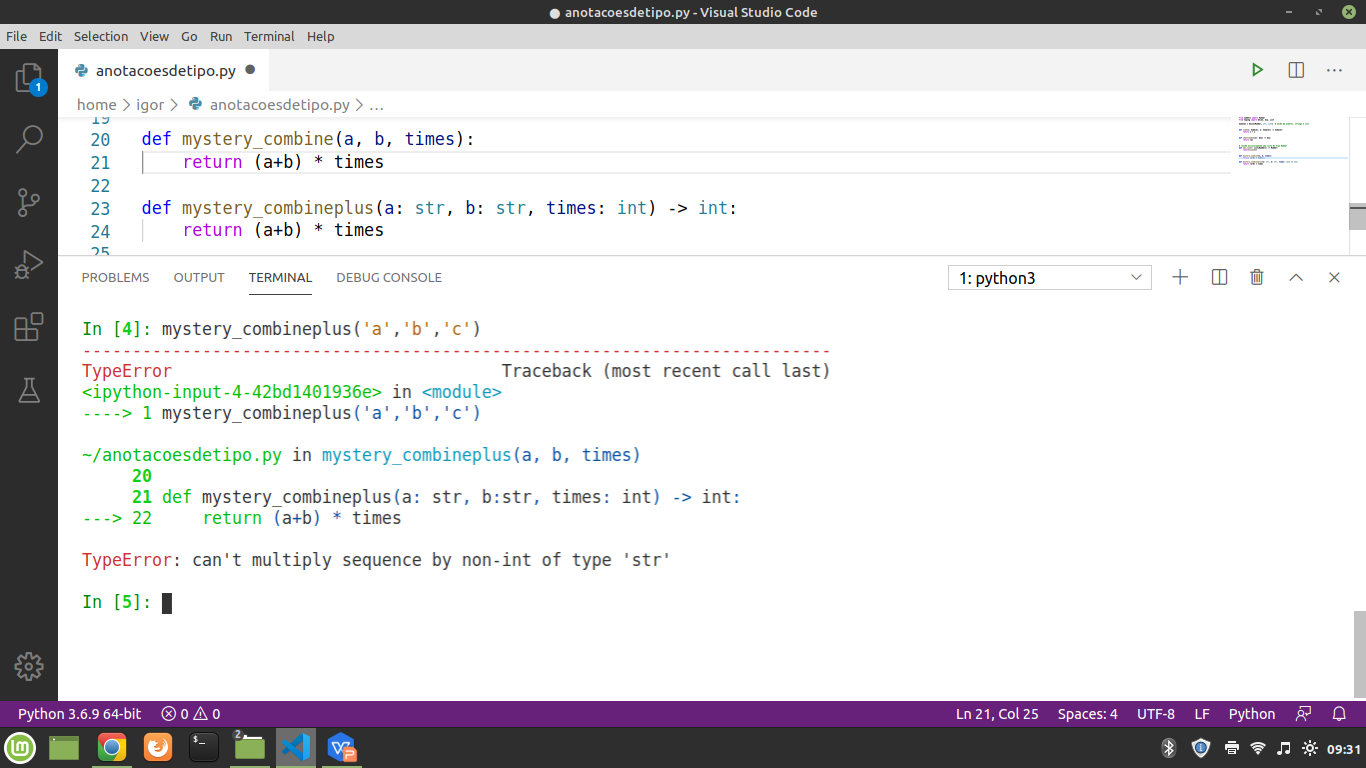 ● anotacoesdetipo.py - Visual Studio Code
File Edit Selection View Go Run Terminal Help
1
anotacoesdetipo.py
home > igor > anotacoesdetipo.py > ...
19
20 def mystery_combine(a, b, times):
21 return (a+b) * times
22
23 def mystery_combineplus(a: str, b: str, times: int) -> int:
24 return (a+b) * times
25
PROBLEMS OUTPUT TERMINAL DEBUG CONSOLE 1: python3
In [4]: mystery_combineplus('a','b','c')
---------------------------------------------------------------------------
TypeError Traceback (most recent call last)
<ipython-input-4-42bd1401936e> in <module>
----> 1 mystery_combineplus('a','b','c')
~/anotacoesdetipo.py in mystery_combineplus(a, b, times)
20
21 def mystery_combineplus(a: str, b:str, times: int) -> int:
---> 22 return (a+b) * times
TypeError: can't multiply sequence by non-int of type 'str'
In [5]:
Python 3.6.9 64-bit 0 0 Ln 21, Col 25 Spaces: 4 UTF-8 LF Python
2
09:31